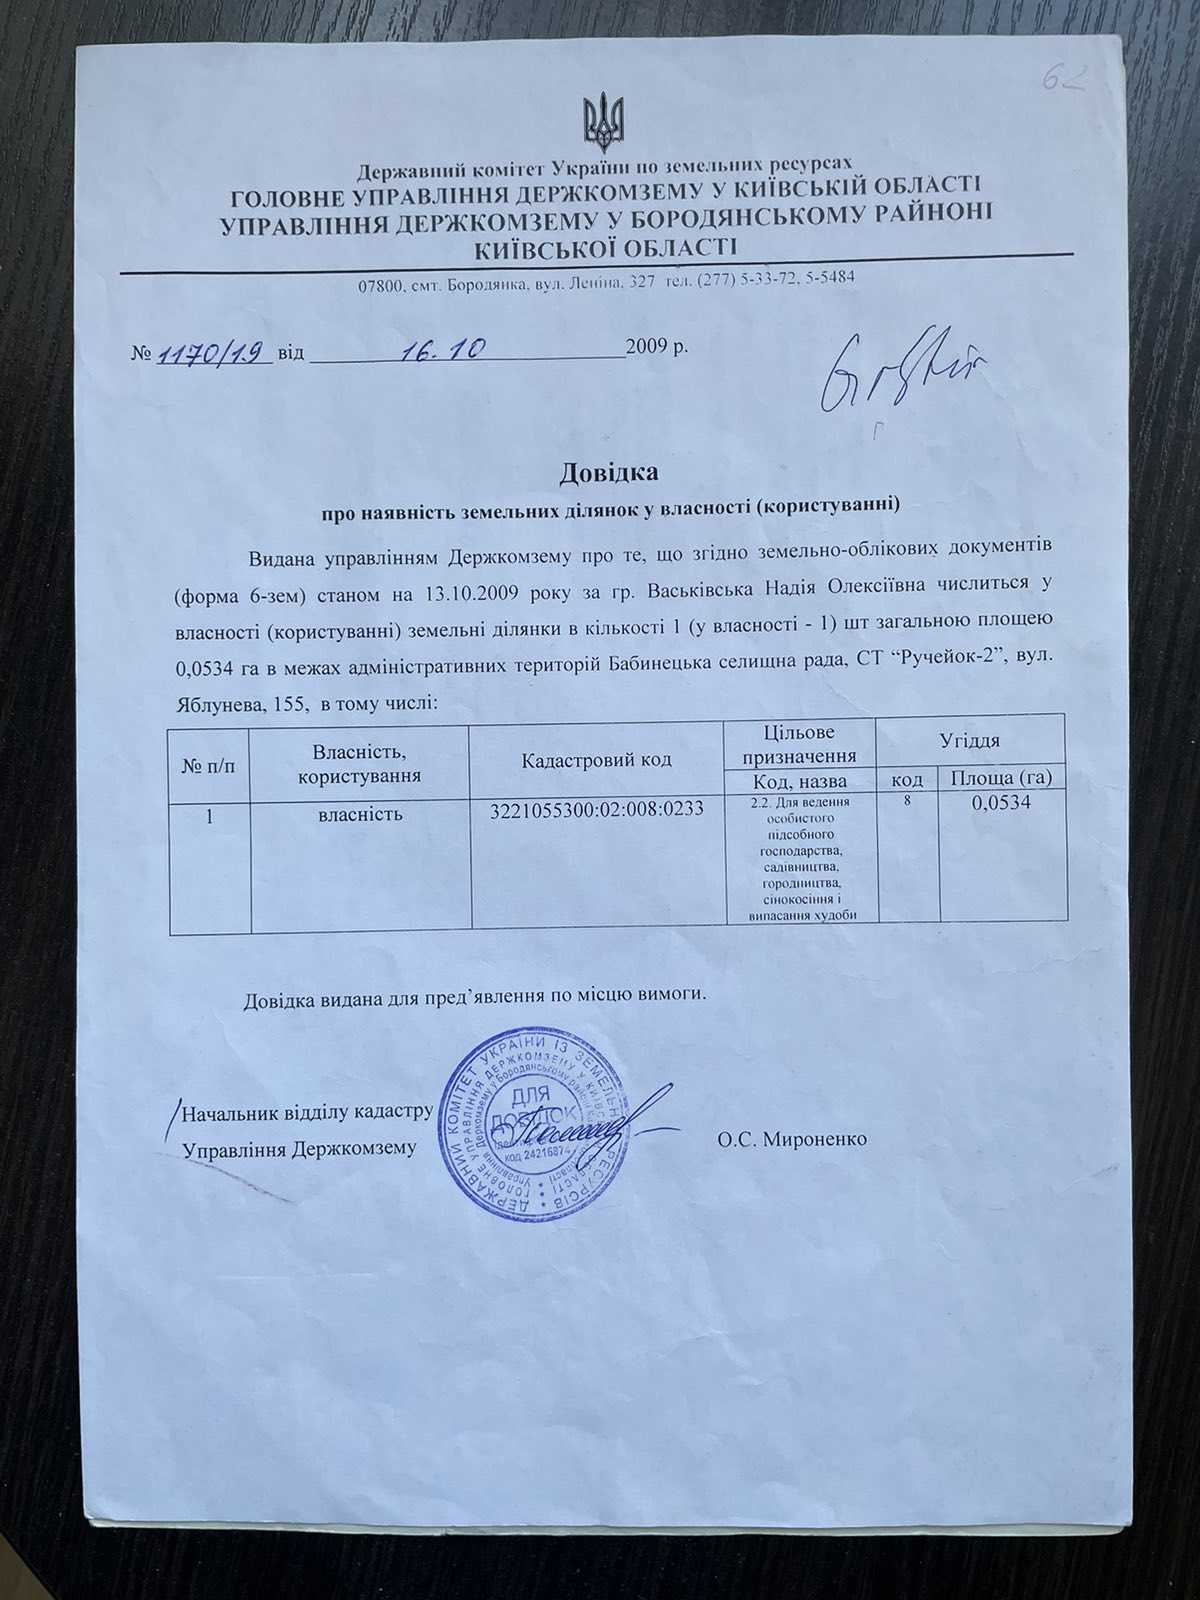 62
Державний комітет України по земельних ресурсах
ГОЛОВНЕ УПРАВЛІННЯ ДЕРЖКОМЗЕМУ У КИЇВСЬКІЙ ОБЛАСТІ
УПРАВЛІННЯ ДЕРЖКОМЗЕМУ У БОРОДЯНСЬКОМУ РАЙНОНІ
КИЇВСЬКОЇ ОБЛАСТІ
07800, смт. Бородянка, вул. Леніна, 327 тел. (277) 5-33-72, 5-5484
№ 1170/19 від 16.10 2009 р.
Довідка
про наявність земельних ділянок у власності (користуванні)
Видана управлінням Держкомзему про те, що згідно земельно-облікових документів
(форма 6-зем) станом на 13.10.2009 року за гр. Васьківська Надія Олексіївна числиться у
власності (користуванні) земельні ділянки в кількості 1 (у власності - 1) шт загальною площею
0,0534 га в межах адміністративних територій Бабинецька селищна рада, СТ “Ручейок-2”, вул.
Яблунева, 155, в тому числі:
№ п/п
Власність,
користування
Кадастровий код
Цільове
призначення
Код, назва
Угіддя
код
Площа (га)
1
власність
3221055300:02:008:0233
2.2. Для ведення
особистого
підсобного
господарства,
садівництва,
городництва,
сінокосіння і
випасання худоби
8
0,0534
Довідка видана для пред’явлення по місцю вимоги.
Начальник відділу кадастру
Управління Держкомзему
О.С. Мироненко
ДЕРЖАВНИЙ КОМІТЕТ УКРАЇНИ ІЗ ЗЕМЕЛЬНИХ РЕСУРСІВ
ГОЛОВНЕ УПРАВЛІННЯ ДЕРЖКОМЗЕМУ У КИЇВСЬКІЙ ОБЛАСТІ
ДЛЯ
ДОВІДОК
код 24216874